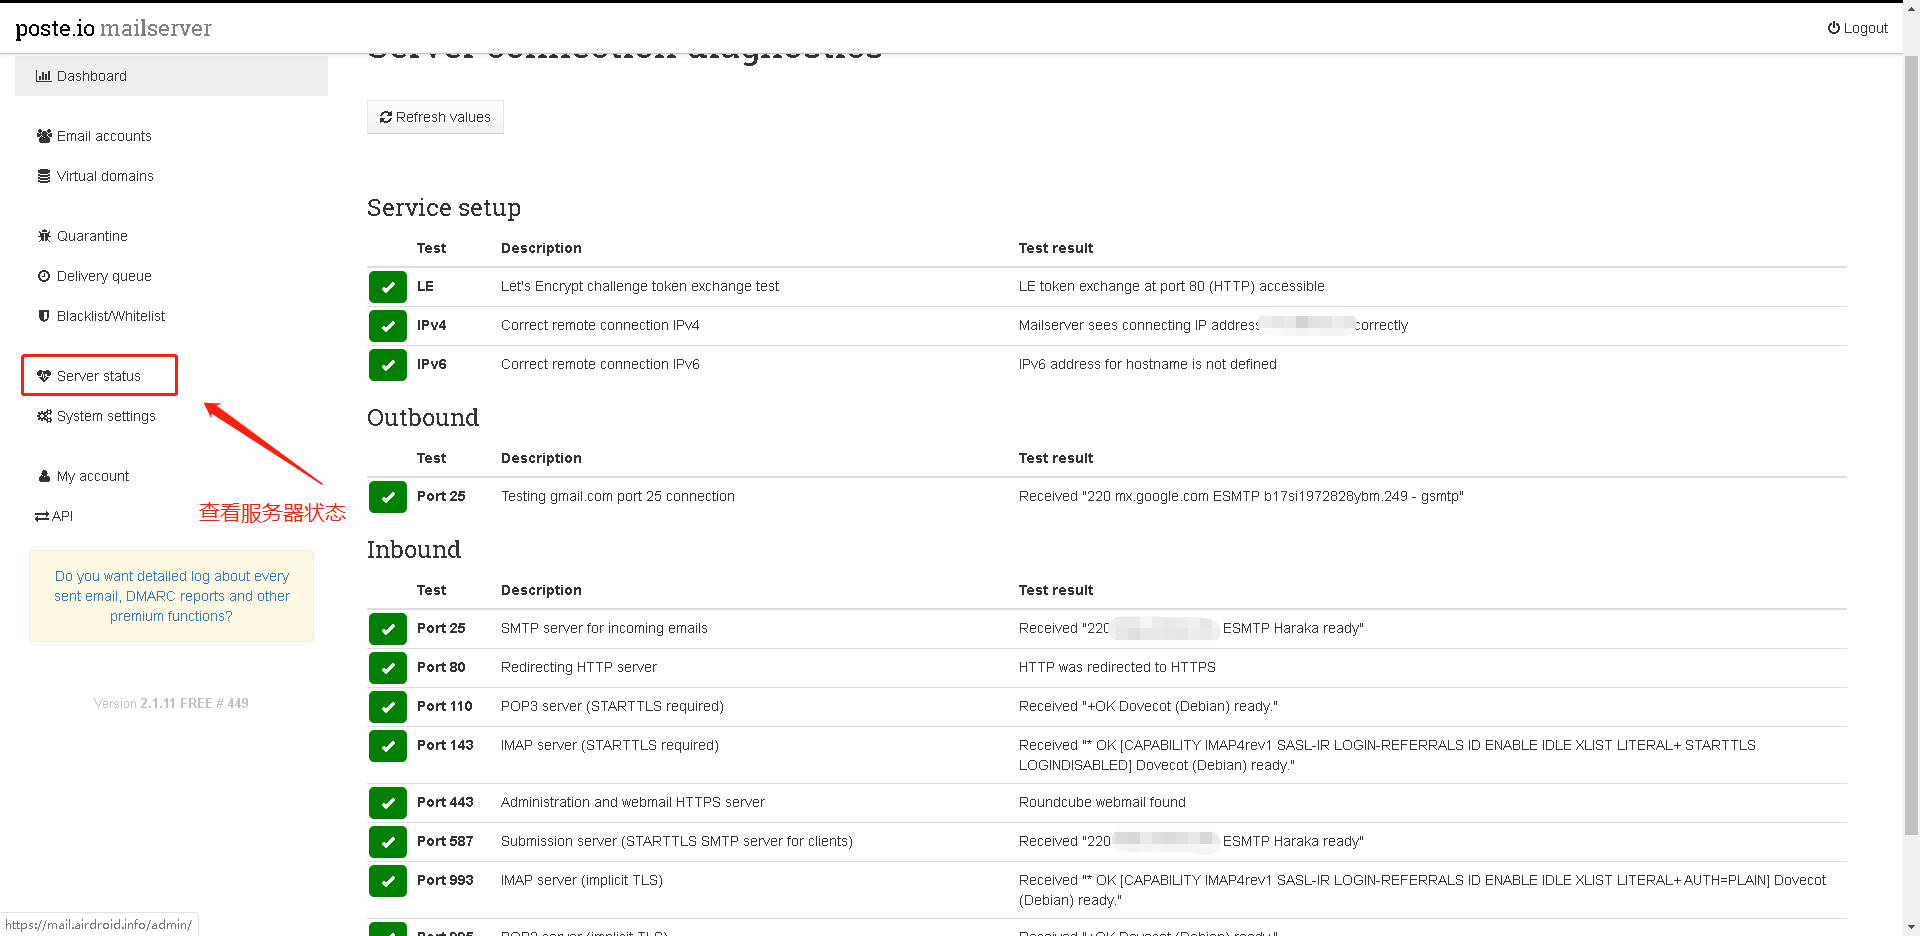 poste.io mailserver
Logout
Server connection diagnostics
Dashboard
Email accounts
Virtual domains
Quarantine
Delivery queue
Blacklist/Whitelist
Server status
System settings
My account
API
查看服务器状态
Do you want detailed log about every
sent email, DMARC reports and other
premium functions?
Version 2.1.11 FREE # 449
Refresh values
Service setup
Test Description Test result
LE Let's Encrypt challenge token exchange test LE token exchange at port 80 (HTTP) accessible
IPv4 Correct remote connection IPv4 Mailserver sees connecting IP address correctly
IPv6 Correct remote connection IPv6 IPv6 address for hostname is not defined
Outbound
Test Description Test result
Port 25 Testing gmail.com port 25 connection Received "220 mx.google.com ESMTP b17si1972828ybm.249 - gsmtp"
Inbound
Test Description Test result
Port 25 SMTP server for incoming emails Received "220 ESMTP Haraka ready"
Port 80 Redirecting HTTP server HTTP was redirected to HTTPS
Port 110 POP3 server (STARTTLS required) Received "+OK Dovecot (Debian) ready."
Port 143 IMAP server (STARTTLS required) Received "* OK [CAPABILITY IMAP4rev1 SASL-IR LOGIN-REFERRALS ID ENABLE IDLE XLIST LITERAL+ STARTTLS
LOGINDISABLED] Dovecot (Debian) ready."
Port 443 Administration and webmail HTTPS server Roundcube webmail found
Port 587 Submission server (STARTTLS SMTP server for clients) Received "220 ESMTP Haraka ready"
Port 993 IMAP server (implicit TLS) Received "* OK [CAPABILITY IMAP4rev1 SASL-IR LOGIN-REFERRALS ID ENABLE IDLE XLIST LITERAL+ AUTH=PLAIN] Dovecot
(Debian) ready."
Port 995 POP3 server (implicit TLS) Received "+OK Dovecot (Debian) ready."
https://mail.airdroid.info/admin/